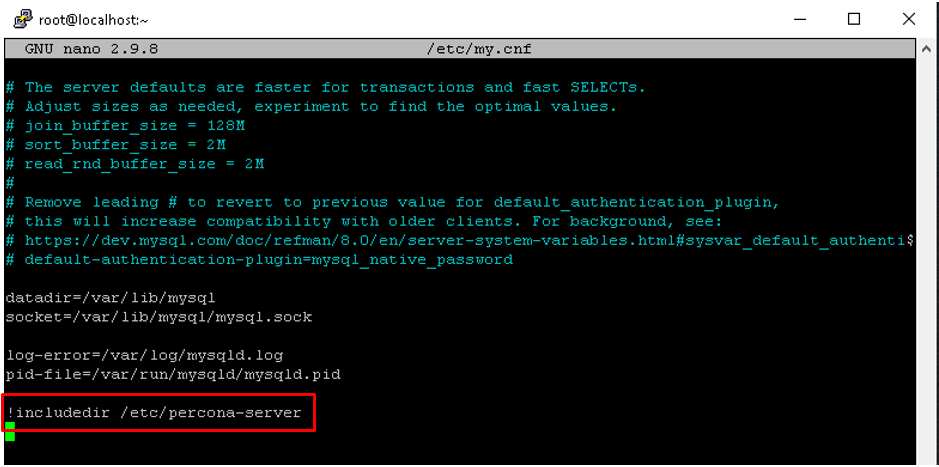 root@localhost:~
GNU nano 2.9.8 /etc/my.cnf
# The server defaults are faster for transactions and fast SELECTs.
# Adjust sizes as needed, experiment to find the optimal values.
# join_buffer_size = 128M
# sort_buffer_size = 2M
# read_rnd_buffer_size = 2M
#
# Remove leading # to revert to previous value for default_authentication_plugin,
# this will increase compatibility with older clients. For background, see:
# https://dev.mysql.com/doc/refman/8.0/en/server-system-variables.html#sysvar_default_authenti$
# default-authentication-plugin=mysql_native_password
datadir=/var/lib/mysql
socket=/var/lib/mysql/mysql.sock
log-error=/var/log/mysqld.log
pid-file=/var/run/mysqld/mysqld.pid
!includedir /etc/percona-server